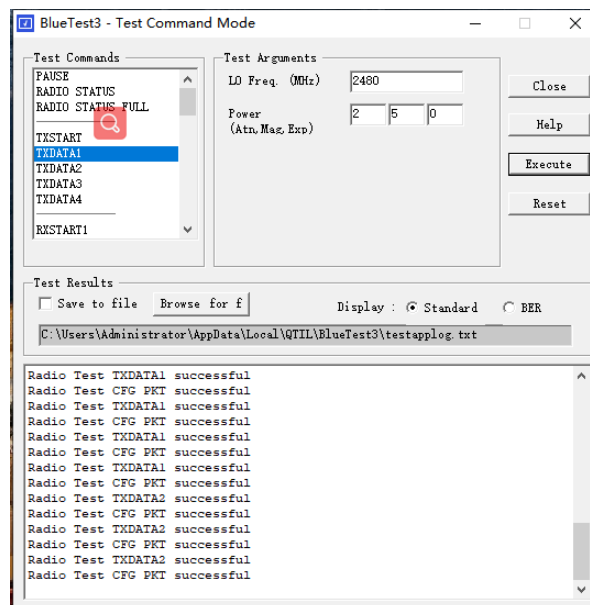 BlueTest3 - Test Command Mode
Test Commands
PAUSE
RADIO STATUS
RADIO STATUS FULL
TXSTART
TXDATA1
TXDATA2
TXDATA3
TXDATA4
RXSTART1
Test Arguments
LO Freq. (MHz)
2480
Power
(Atn, Mag, Exp)
2 5 0
Close
Help
Execute
Reset
Test Results
Save to file
Browse for f
Display :
Standard
BER
C:\Users\Administrator\AppData\Local\QTIL\BlueTest3\testapplog.txt
Radio Test TXDATA1 successful
Radio Test CFG PKT successful
Radio Test TXDATA1 successful
Radio Test CFG PKT successful
Radio Test TXDATA1 successful
Radio Test CFG PKT successful
Radio Test TXDATA1 successful
Radio Test CFG PKT successful
Radio Test TXDATA2 successful
Radio Test CFG PKT successful
Radio Test TXDATA2 successful
Radio Test CFG PKT successful
Radio Test TXDATA2 successful
Radio Test CFG PKT successful